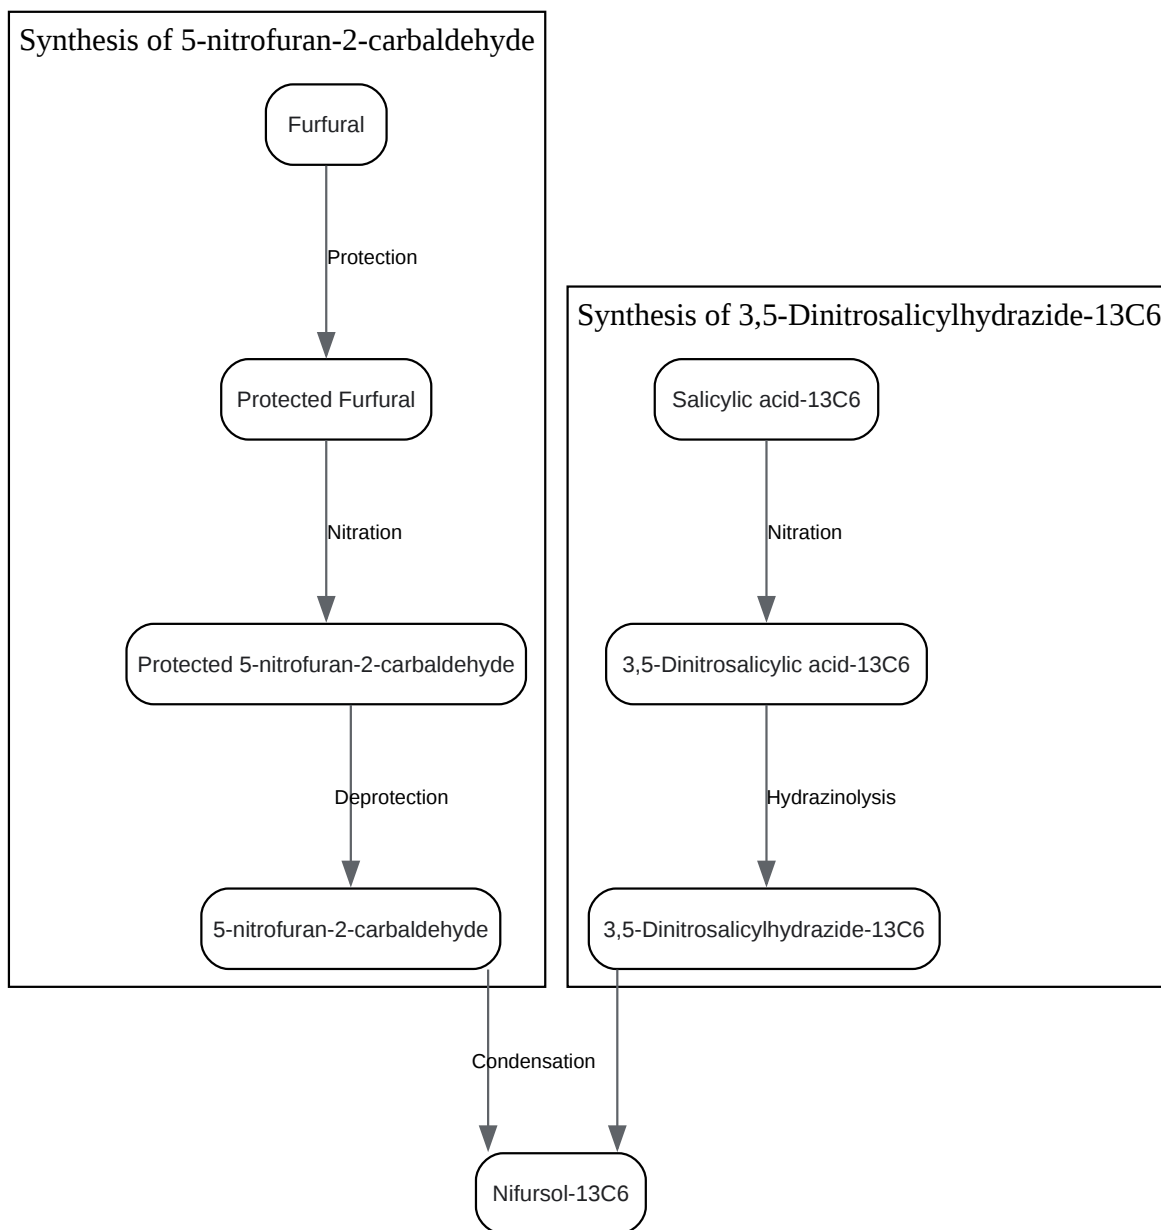 Synthesis of 5-nitrofuran-2-carbaldehyde
Furfural
Protection
Protected Furfural
Nitration
Protected 5-nitrofuran-2-carbaldehyde
Deprotection
5-nitrofuran-2-carbaldehyde
Synthesis of 3,5-Dinitrosalicylhydrazide-13C6
Salicylic acid-13C6
Nitration
3,5-Dinitrosalicylic acid-13C6
Hydrazinolysis
3,5-Dinitrosalicylhydrazide-13C6
Condensation
Nifursol-13C6